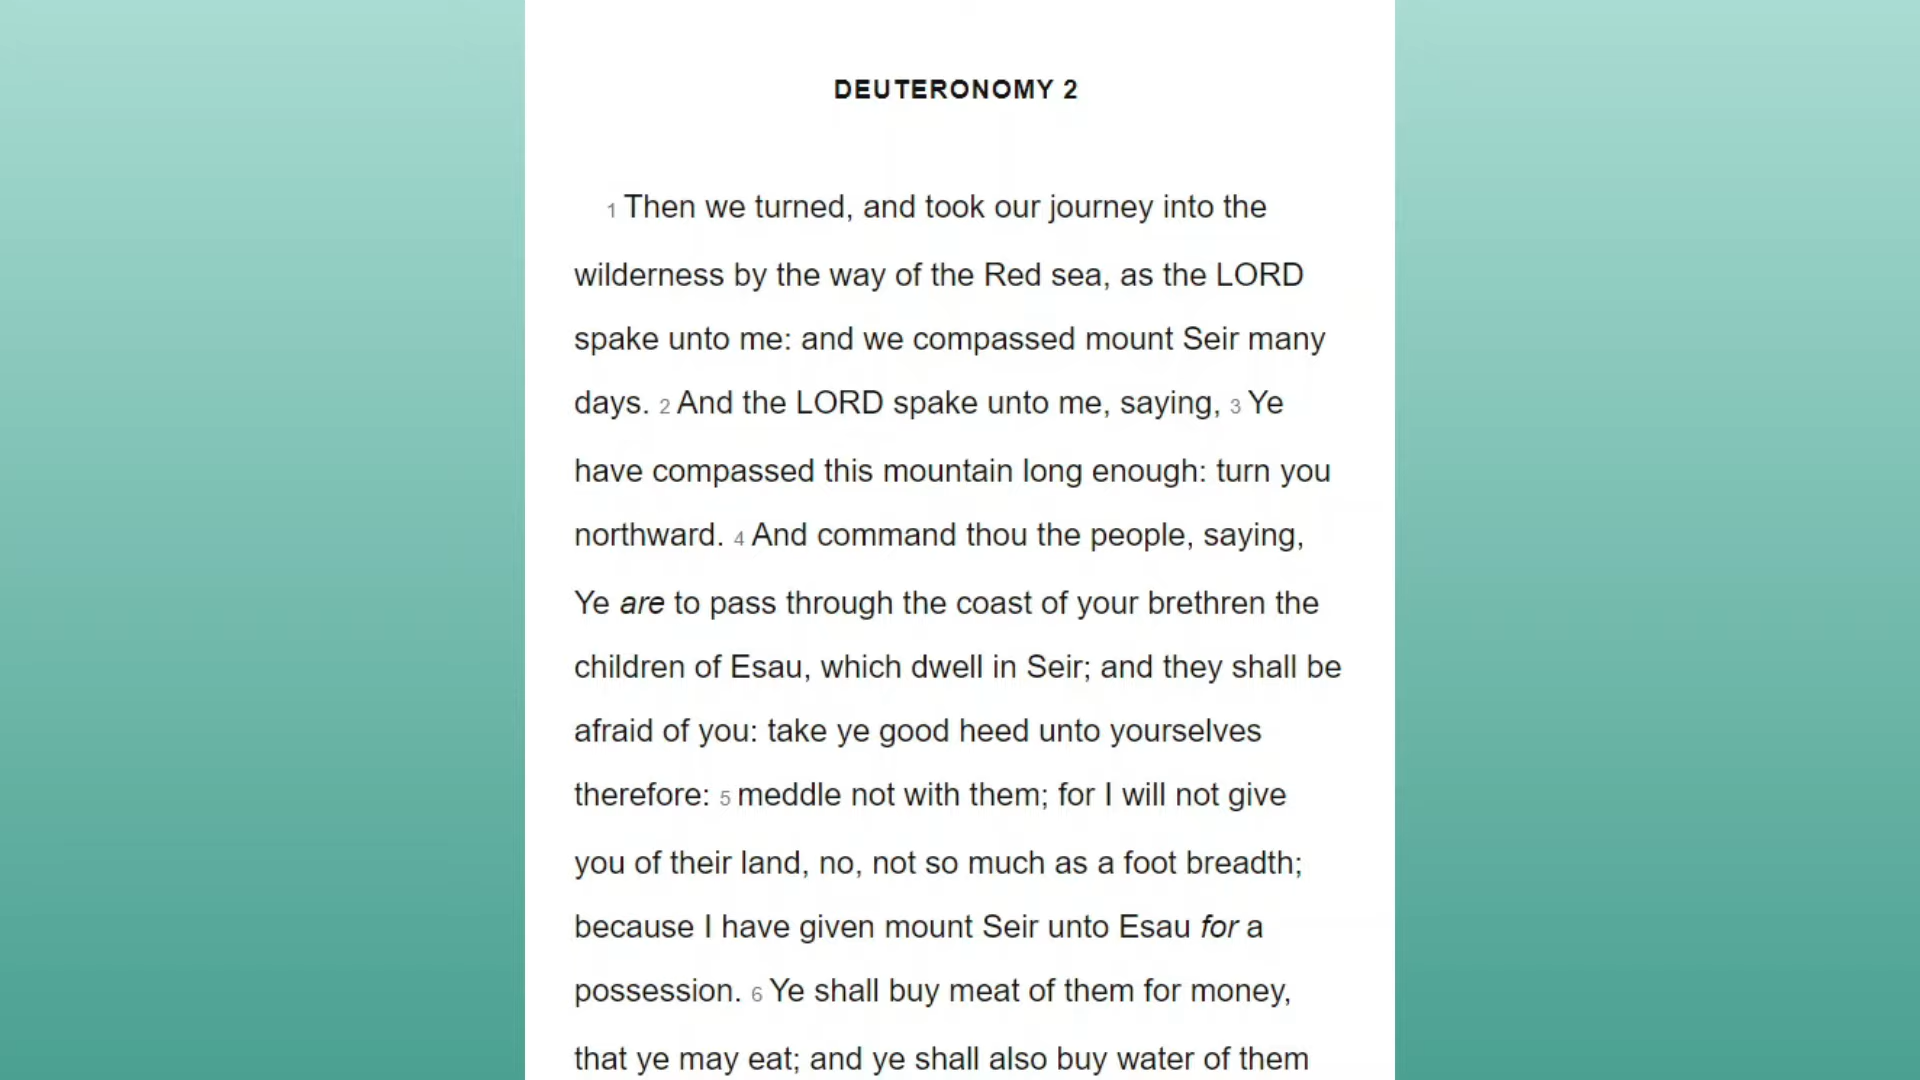 DEUTERONOMY 2
1 Then we turned, and took our journey into the
wilderness by the way of the Red sea, as the LORD
spake unto me: and we compassed mount Seir many
days. 2 And the LORD spake unto me, saying, 3 Ye
have compassed this mountain long enough: turn you
northward. 4 And command thou the people, saying,
Ye are to pass through the coast of your brethren the
children of Esau, which dwell in Seir; and they shall be
afraid of you: take ye good heed unto yourselves
therefore: 5 meddle not with them; for I will not give
you of their land, no, not so much as a foot breadth;
because I have given mount Seir unto Esau for a
possession. 6 Ye shall buy meat of them for money,
that ye may eat; and ye shall also buy water of them